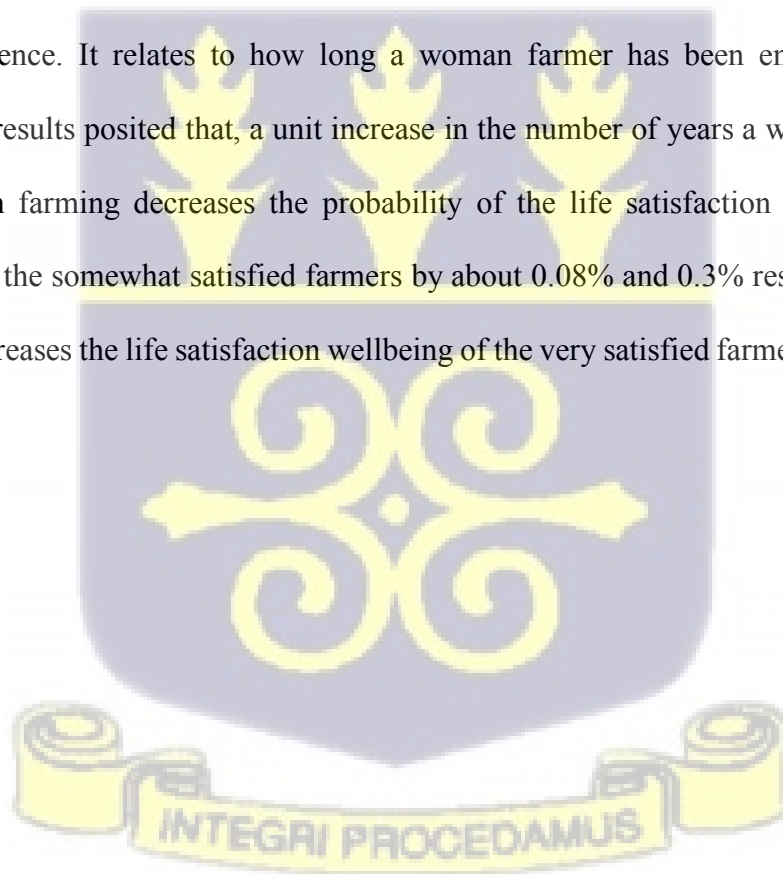 ence. It relates to how long a woman farmer has been en
results posited that, a unit increase in the number of years a w
farming decreases the probability of the life satisfaction
the somewhat satisfied farmers by about 0.08% and 0.3% res
reases the life satisfaction wellbeing of the very satisfied farme
INTEGRI PROCEDAMUS